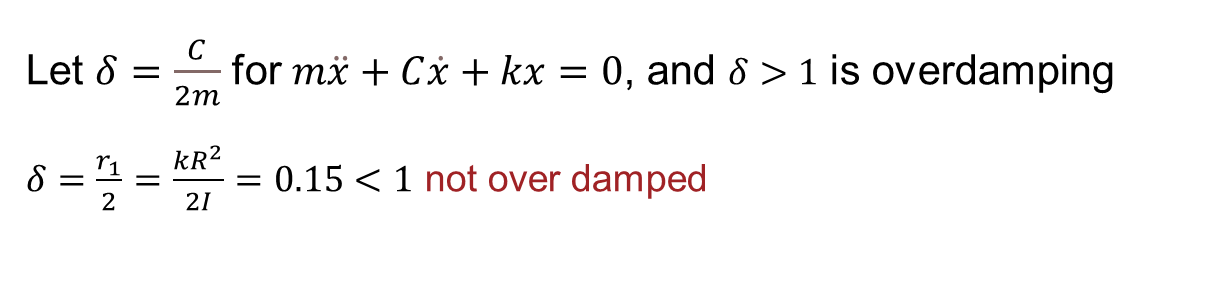 Let δ = C/2m for mẍ + Cẋ + kx = 0, and δ > 1 is overdamping
δ = r₁/2 = kR²/2I = 0.15 < 1 not over damped